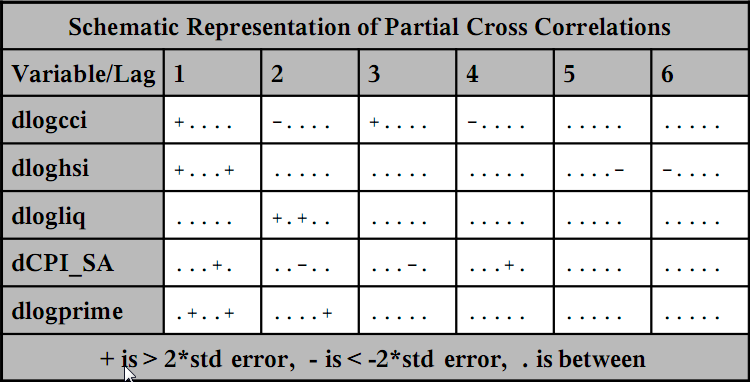 Schematic Representation of Partial Cross Correlations
Variable/Lag 1 2 3 4 5 6
dlogcci +.... -.... +.... -.... ..... .....
dloghsi +...+ ..... ..... ..... ....- -....
dlogliq ..... +.+.. ..... ..... ..... .....
dCPI_SA ...+. ..-.. ...-. ...+. ..... .....
dlogprime .+..+ ....+ ..... ..... ..... .....
+ is > 2*std error, - is < -2*std error, . is between